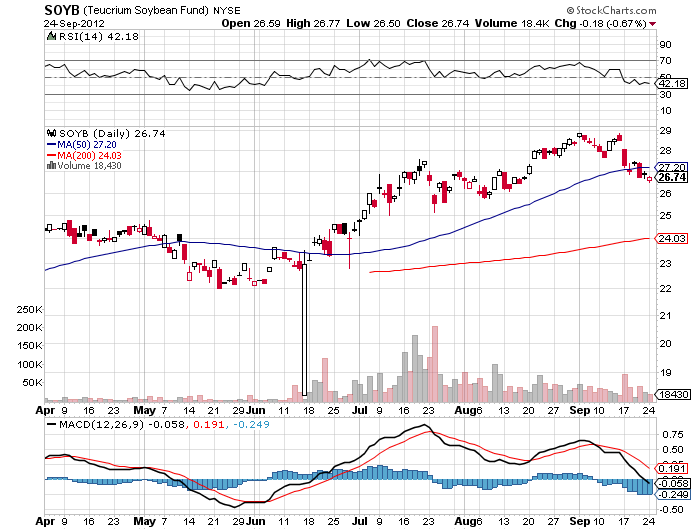 SOYB (Teucrium Soybean Fund) NYSE © StockCharts.com
24-Sep-2012 Open 26.59 High 26.77 Low 26.50 Close 26.74 Volume 18.4K Chg -0.18 (-0.67%)
RSI(14) 42.18
90
70
50
42.18
30
10
SOYB (Daily) 26.74
MA(50) 27.20
MA(200) 24.03
Volume 18,430
29
28
27.20
26.74
26
25
24.03
23
22
21
20
19
18430
250K
200K
150K
100K
50K
Apr 9 16 23 May 7 14 21 29 Jun 11 18 25 Jul 9 16 23 Aug 6 13 20 27 Sep 10 17 24
MACD(12,26,9) -0.058, 0.191, -0.249
0.75
0.50
0.191
-0.058
-0.249
-0.50
Apr 9 16 23 May 7 14 21 29 Jun 11 18 25 Jul 9 16 23 Aug 6 13 20 27 Sep 10 17 24